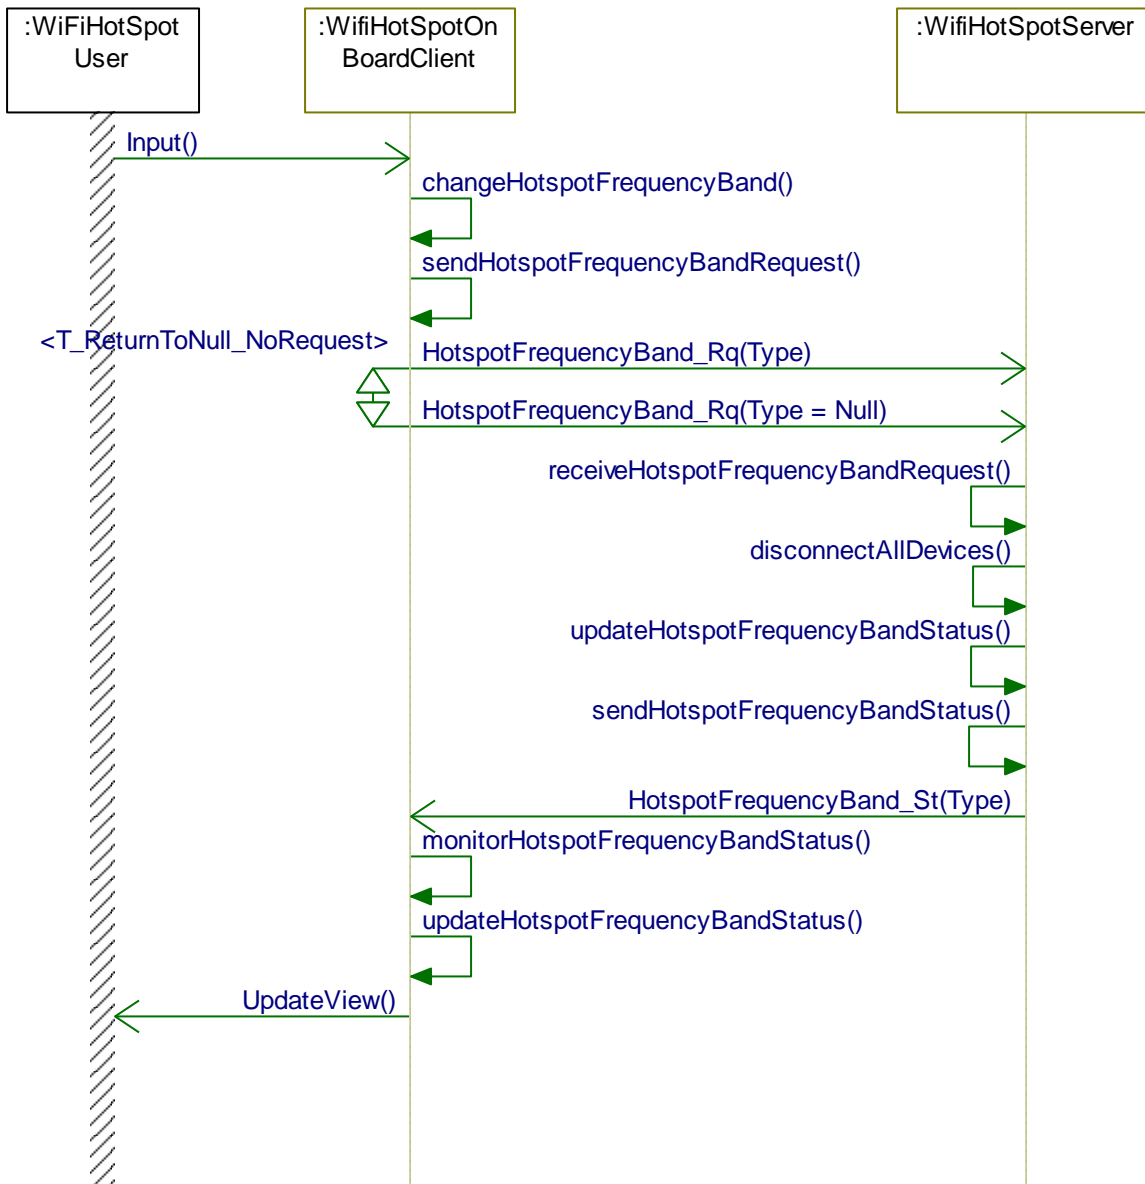 :WiFiHotSpot
User
:WifiHotSpotOn
BoardClient
:WifiHotSpotServer
Input()
changeHotspotFrequencyBand()
sendHotspotFrequencyBandRequest()
<T_ReturnToNull_NoRequest>
HotspotFrequencyBand_Rq(Type)
HotspotFrequencyBand_Rq(Type = Null)
receiveHotspotFrequencyBandRequest()
disconnectAllDevices()
updateHotspotFrequencyBandStatus()
sendHotspotFrequencyBandStatus()
HotspotFrequencyBand_St(Type)
monitorHotspotFrequencyBandStatus()
updateHotspotFrequencyBandStatus()
UpdateView()